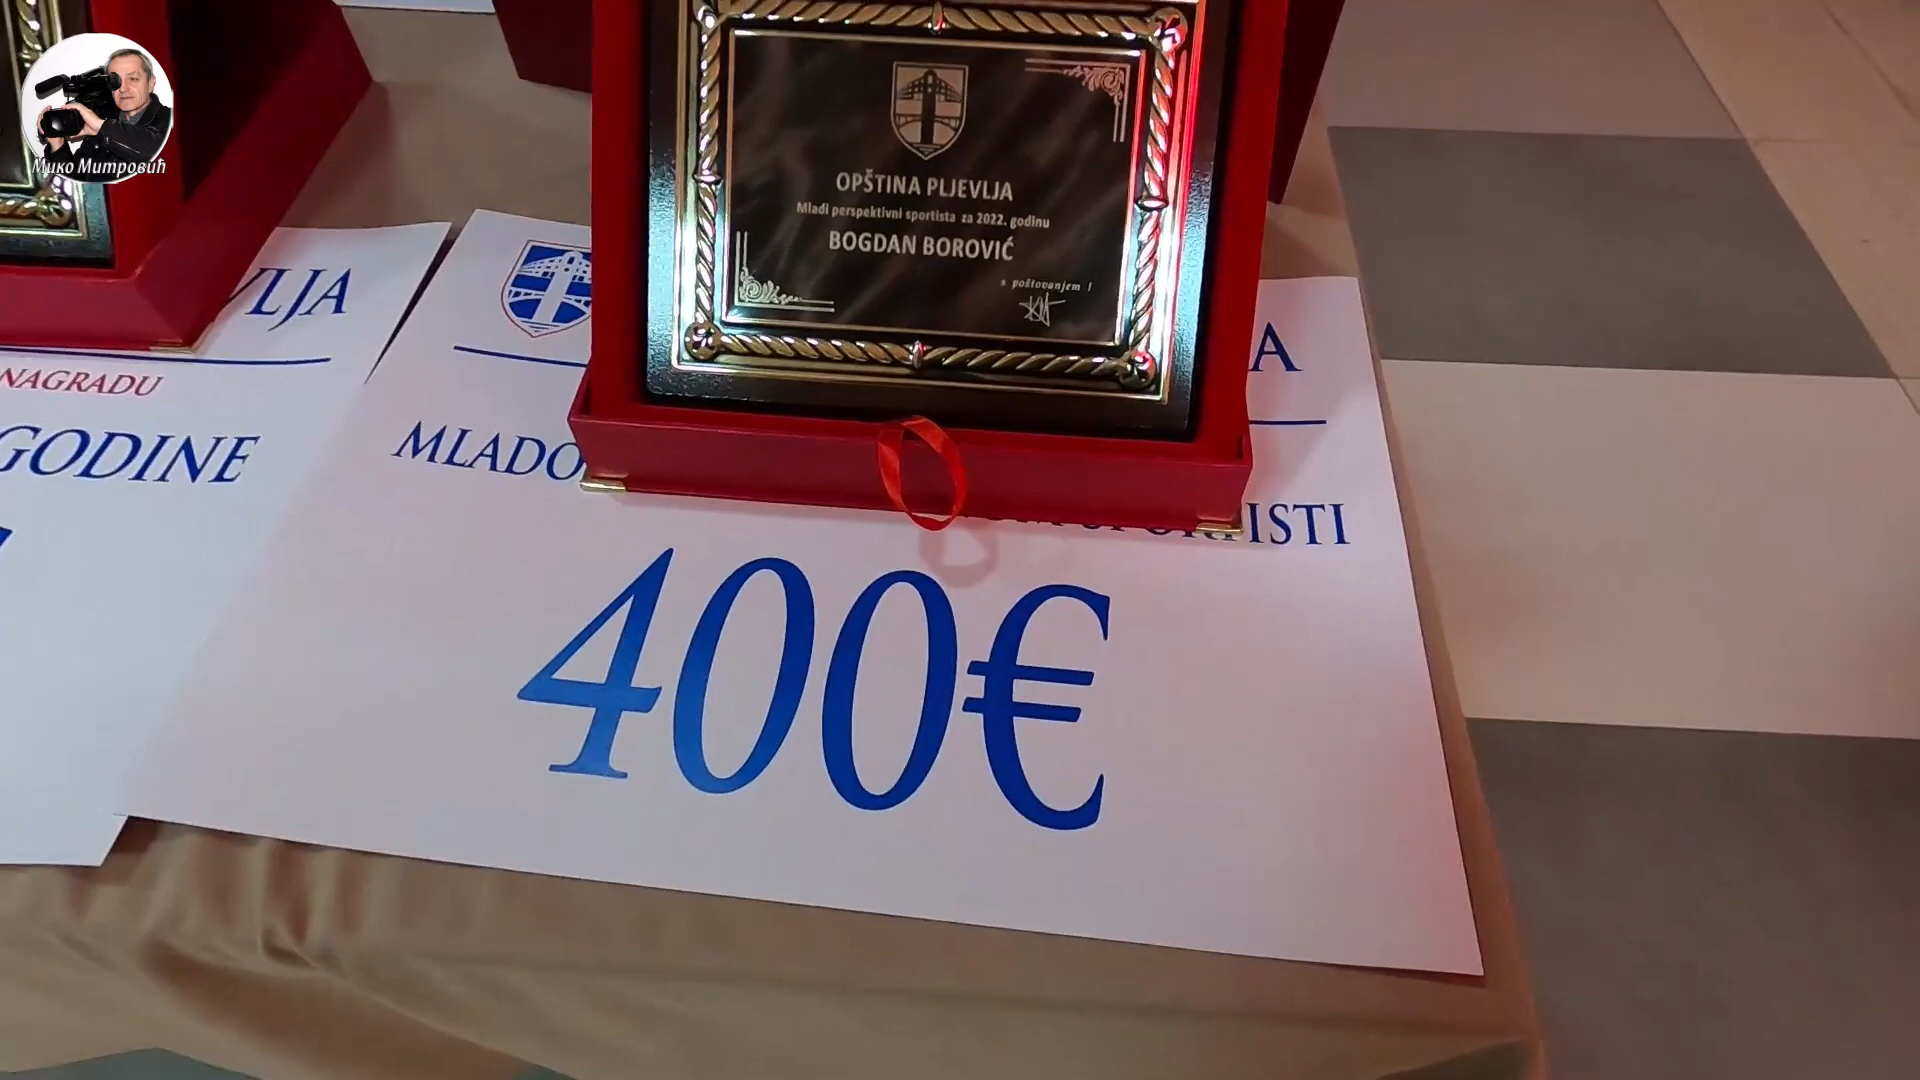 Мико Митровић
OPŠTINA PLJEVLJA
Mladi perspektivni sportista za 2022. godinu
BOGDAN BOROVIĆ
s poštovanjem !
VLJA
NAGRADU
GODINE
A
MLADO
ISTI
400€